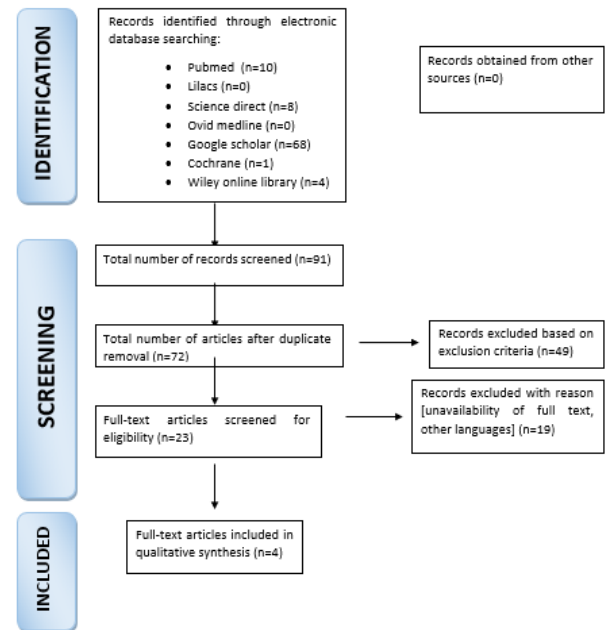 IDENTIFICATION
Records identified through electronic
database searching:
• Pubmed (n=10)
• Lilacs (n=0)
• Science direct (n=8)
• Ovid medline (n=0)
• Google scholar (n=68)
• Cochrane (n=1)
• Wiley online library (n=4)
Records obtained from other
sources (n=0)
SCREENING
Total number of records screened (n=91)
Total number of articles after duplicate
removal (n=72)
Records excluded based on
exclusion criteria (n=49)
Full-text articles screened for
eligibility (n=23)
Records excluded with reason
[unavailability of full text,
other languages] (n=19)
INCLUDED
Full-text articles included in
qualitative synthesis (n=4)